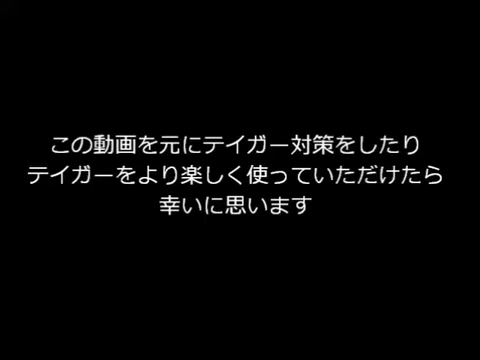 この動画を元にテイガー対策をしたり
テイガーをより楽しく使っていただけたら
幸いに思います